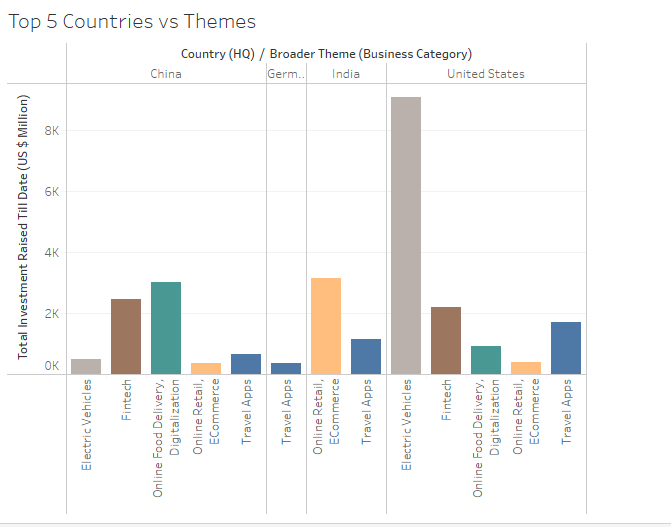 Top 5 Countries vs Themes
Country (HQ) / Broader Theme (Business Category)
China
Germ..
India
United States
Total Investment Raised Till Date (US $ Million)
8K
6K
4K
2K
0K
Electric Vehicles
Fintech
Online Food Delivery,
Digitalization
Online Retail,
ECommerce
Travel Apps
Travel Apps
Online Retail,
ECommerce
Travel Apps
Electric Vehicles
Fintech
Online Food Delivery,
Digitalization
Online Retail,
ECommerce
Travel Apps